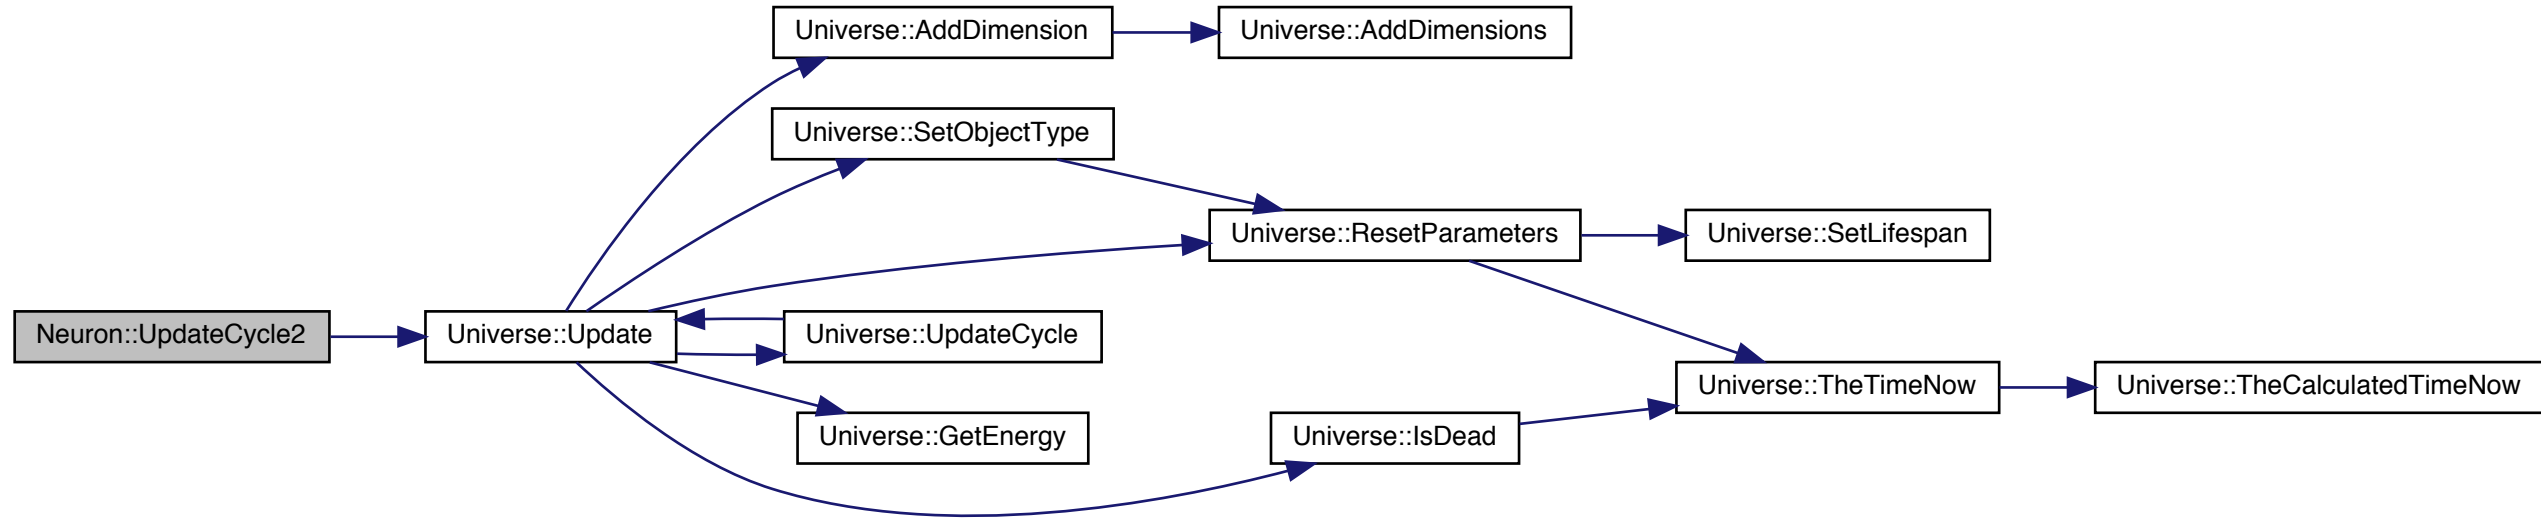 Universe::AddDimension
Universe::AddDimensions
Universe::SetObjectType
Universe::ResetParameters
Universe::SetLifespan
Neuron::UpdateCycle2
Universe::Update
Universe::UpdateCycle
Universe::TheTimeNow
Universe::TheCalculatedTimeNow
Universe::GetEnergy
Universe::IsDead